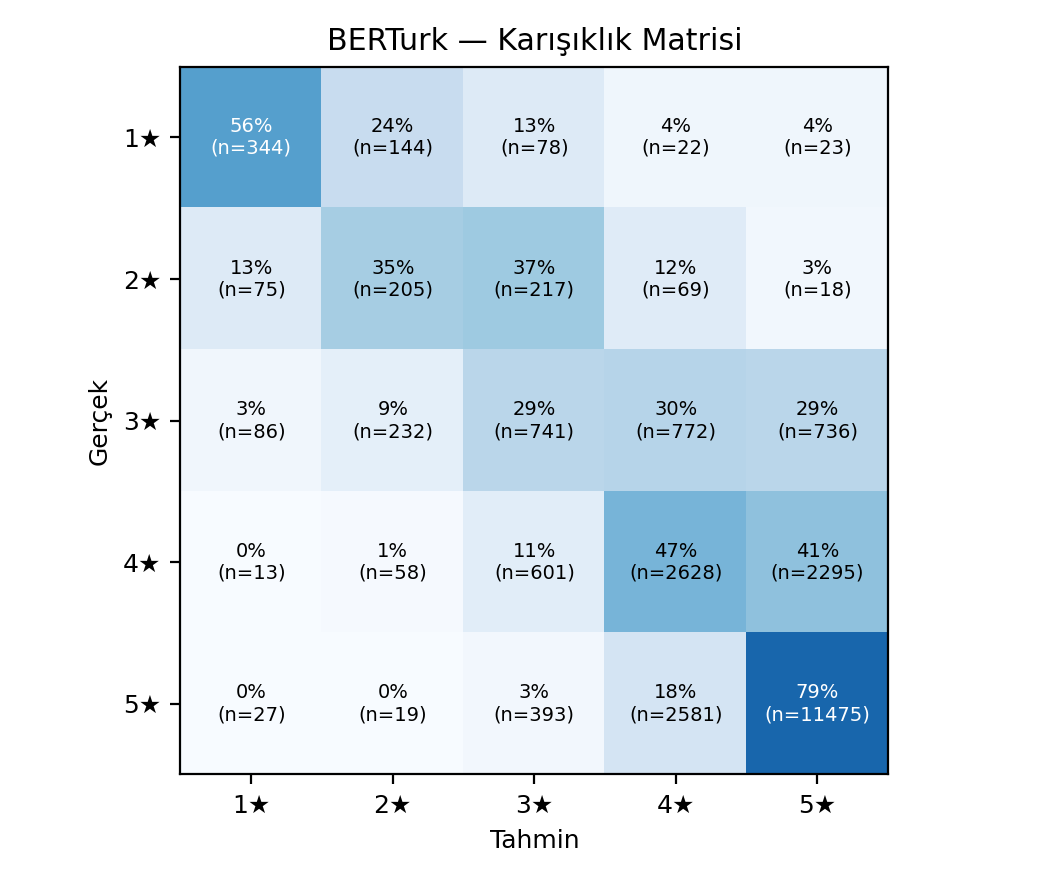 BERTurk — Karışıklık Matrisi
Gerçek
1★
56% 24% 13% 4% 4%
(n=344) (n=144) (n=78) (n=22) (n=23)
2★
13% 35% 37% 12% 3%
(n=75) (n=205) (n=217) (n=69) (n=18)
3★
3% 9% 29% 30% 29%
(n=86) (n=232) (n=741) (n=772) (n=736)
4★
0% 1% 11% 47% 41%
(n=13) (n=58) (n=601) (n=2628) (n=2295)
5★
0% 0% 3% 18% 79%
(n=27) (n=19) (n=393) (n=2581) (n=11475)
1★ 2★ 3★ 4★ 5★
Tahmin